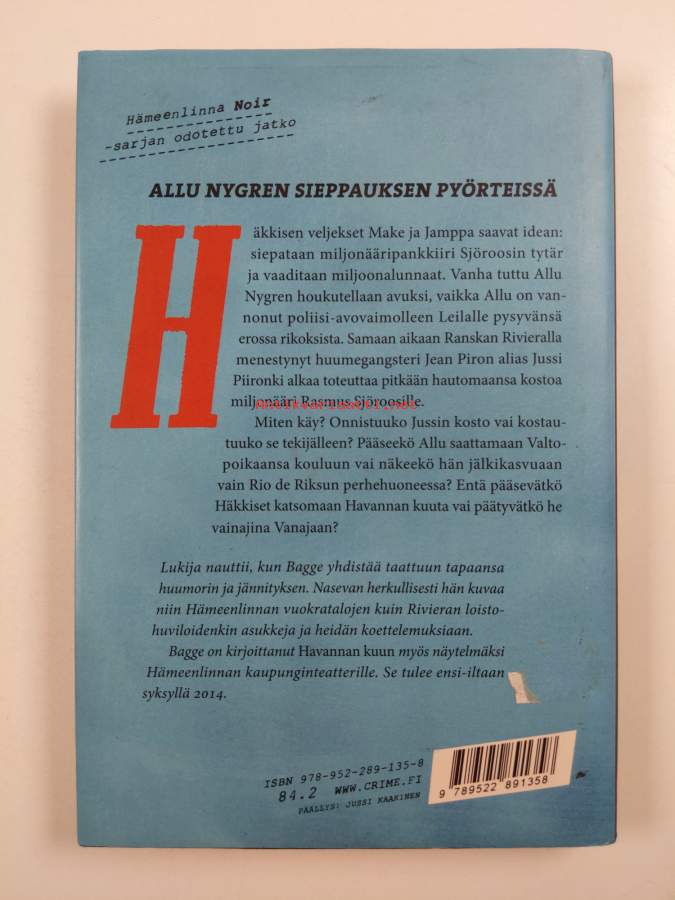 Hämeenlinna Noir
-sarjan odotettu jatko
ALLU NYGREN SIEPPAUKSEN PYÖRTEISSÄ
Häkkisen veljekset Make ja Jamppa saavat idean:
siepataan miljonääripankkiiri Sjöroosin tytär
ja vaaditaan miljoonalunnaat. Vanha tuttu Allu
Nygren houkutellaan avuksi, vaikka Allu on van-
nonut poliisi-avovaimolleen Leilalle pysyvänsä
erossa rikoksista. Samaan aikaan Ranskan Rivieralla
menestynyt huumegangsteri Jean Piron alias Jussi
Piironki alkaa toteuttaa pitkään hautomaansa kostoa
miljonääri Rasmus Sjöroosille.
Antikvariaatti.net
Miten käy? Onnistuuko Jussin kosto vai kostau-
tuuko se tekijälleen? Pääseekö Allu saattamaan Valto-
poikaansa kouluun vai näkeekö hän jälkikasvuaan
vain Rio de Riksun perhehuoneessa? Entä pääsevätkö
Häkkiset katsomaan Havannan kuuta vai päätyvätkö he
vainajina Vanajaan?
Lukija nauttii, kun Bagge yhdistää taattuun tapaansa
huumorin ja jännityksen. Nasevan herkullisesti hän kuvaa
niin Hämeenlinnan vuokratalojen kuin Rivieran loisto-
huviloidenkin asukkeja ja heidän koettelemuksiaan.
Bagge on kirjoittanut Havannan kuun myös näytelmäksi
Hämeenlinnan kaupunginteatterille. Se tulee ensi-iltaan
syksyllä 2014.
ISBN 978-952-289-135-8
84.2 WWW.CRIME.FI
PÄÄLLYS: JUSSI KAAKINEN
9 789522 891358